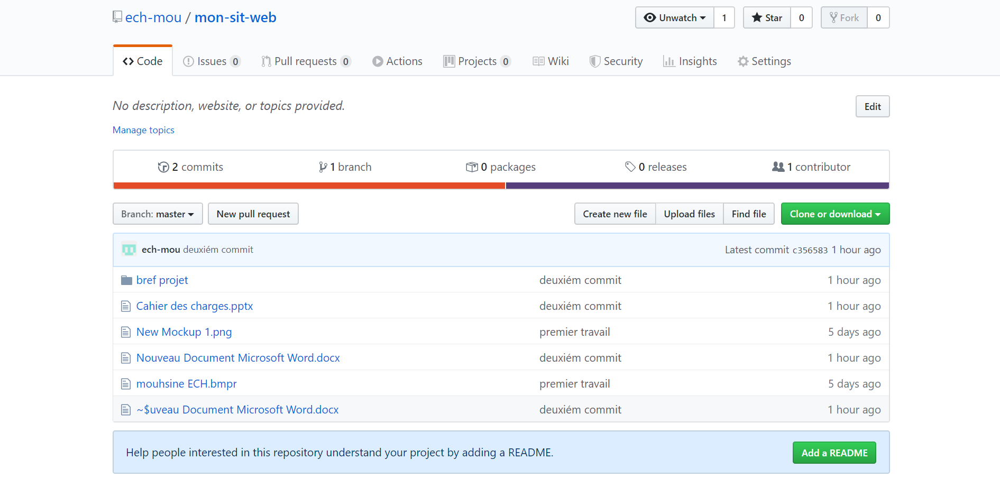 ech-mou / mon-sit-web Unwatch 1 Star 0 Fork 0
Code Issues 0 Pull requests 0 Actions Projects 0 Wiki Security Insights Settings
No description, website, or topics provided. Edit
Manage topics
2 commits 1 branch 0 packages 0 releases 1 contributor
Branch: master New pull request Create new file Upload files Find file Clone or download
ech-mou deuxiém commit Latest commit c356583 1 hour ago
bref projet deuxiém commit 1 hour ago
Cahier des charges.pptx deuxiém commit 1 hour ago
New Mockup 1.png premier travail 5 days ago
Nouveau Document Microsoft Word.docx deuxiém commit 1 hour ago
mouhsine ECH.bmpr premier travail 5 days ago
~$uveau Document Microsoft Word.docx deuxiém commit 1 hour ago
Help people interested in this repository understand your project by adding a README. Add a README